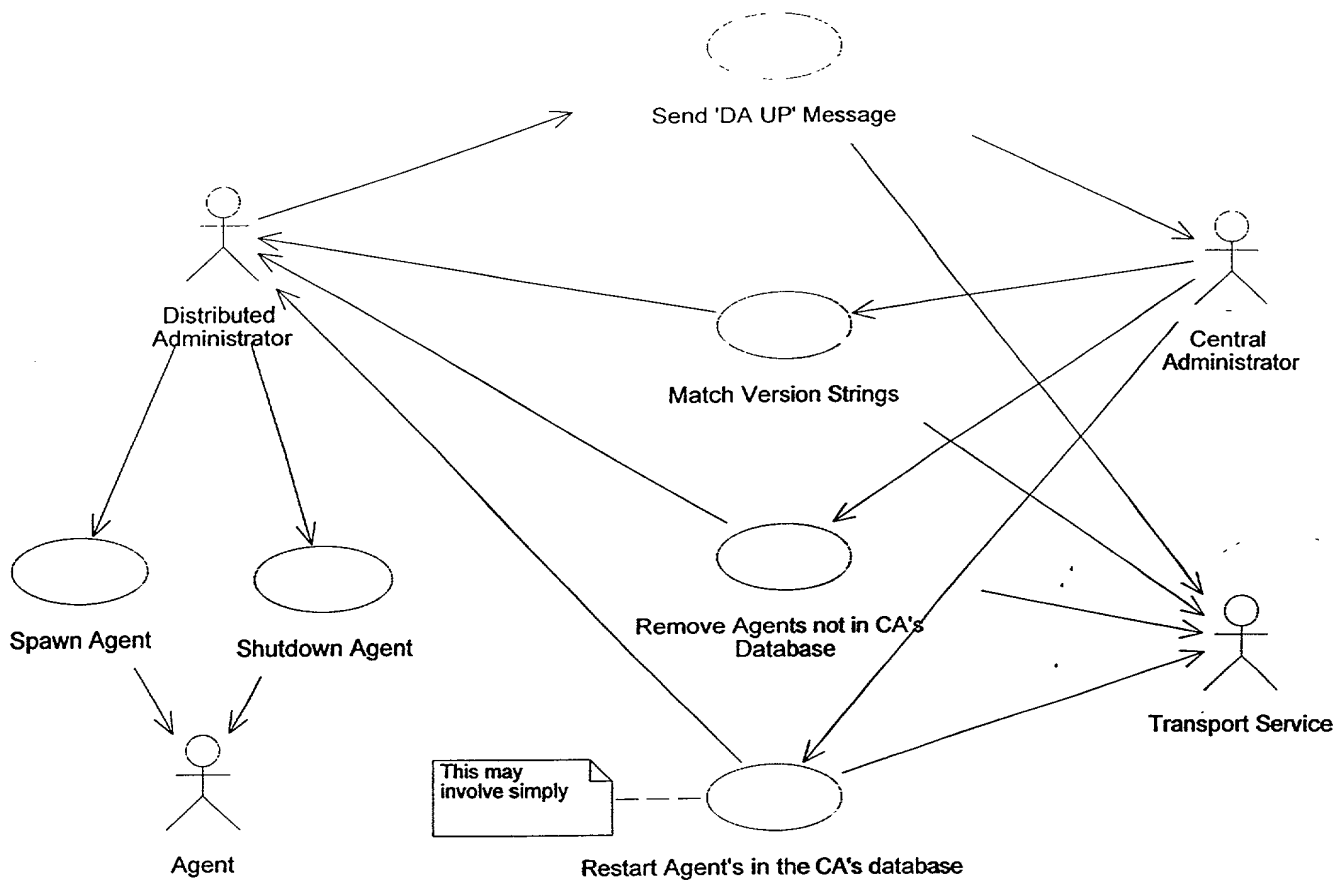 Send 'DA UP' Message
Distributed
Administrator
Central
Administrator
Match Version Strings
Spawn Agent
Shutdown Agent
Remove Agents not in CA's
Database
Transport Service
This may
involve simply
Agent
Restart Agent's in the CA's database